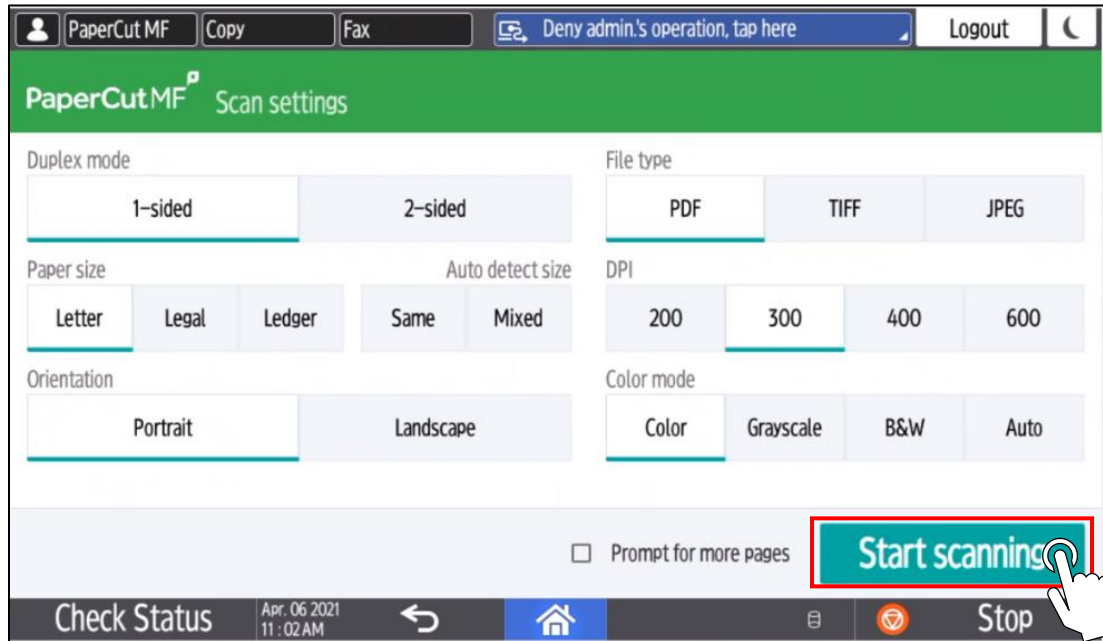 PaperCut MF Copy Fax Deny admin.'s operation, tap here Logout
PaperCutMF Scan settings
Duplex mode
1-sided 2-sided
File type
PDF TIFF JPEG
Paper size Auto detect size
Letter Legal Ledger Same Mixed
DPI
200 300 400 600
Orientation
Portrait Landscape
Color mode
Color Grayscale B&W Auto
Prompt for more pages Start scanning
Check Status Apr. 06 2021 Stop
11 : 02 AM